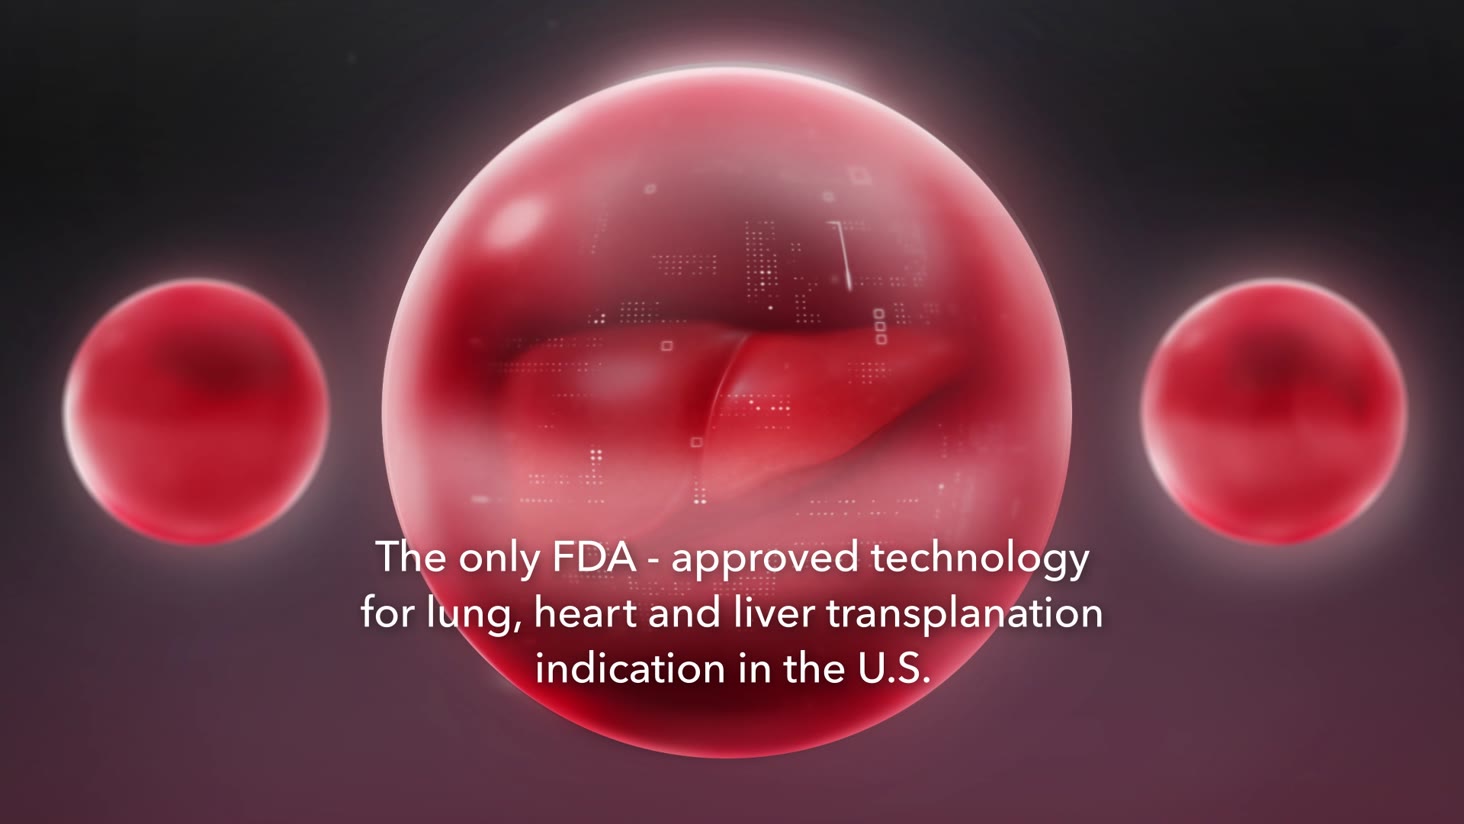 The only FDA - approved technology
for lung, heart and liver transplanation
indication in the U.S.